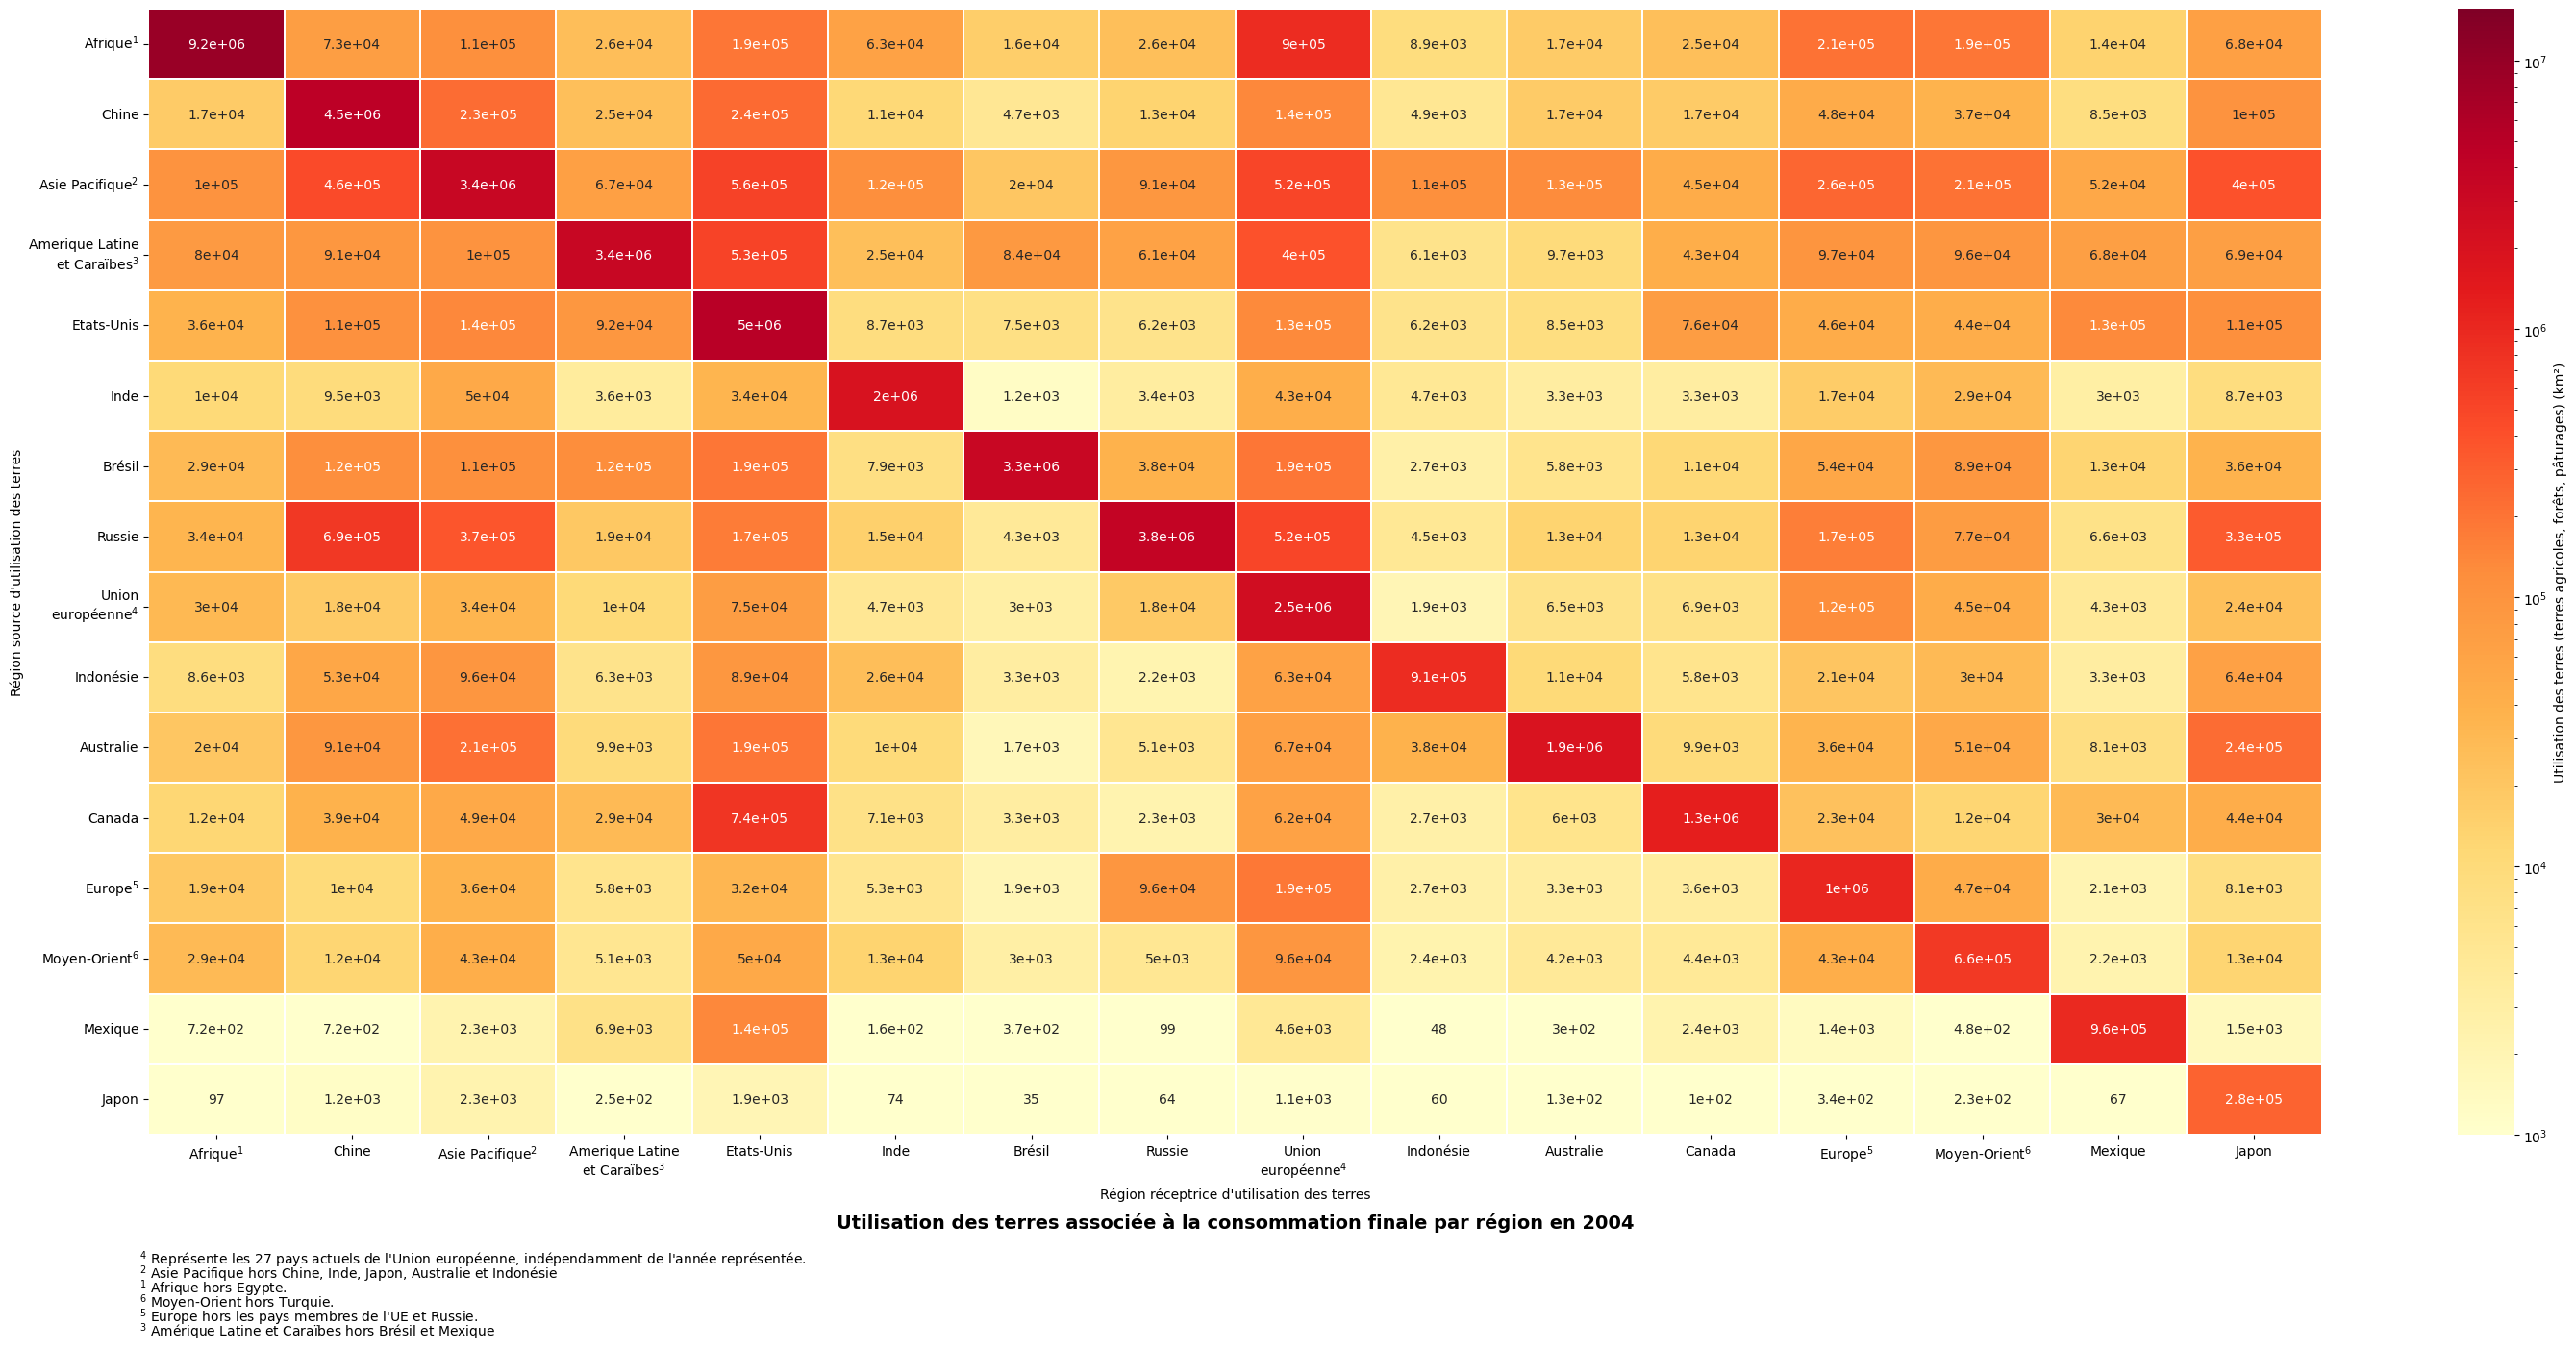 Afrique¹ 9.2e+06 7.3e+04 1.1e+05 2.6e+04 1.9e+05 6.3e+04 1.6e+04 2.6e+04 9e+05 8.9e+03 1.7e+04 2.5e+04 2.1e+05 1.9e+05 1.4e+04 6.8e+04
Chine 1.7e+04 4.5e+06 2.3e+05 2.5e+04 2.4e+05 1.1e+04 4.7e+03 1.3e+04 1.4e+05 4.9e+03 1.7e+04 1.7e+04 4.8e+04 3.7e+04 8.5e+03 1e+05
Asie Pacifique² 1e+05 4.6e+05 3.4e+06 6.7e+04 5.6e+05 1.2e+05 2e+04 9.1e+04 5.2e+05 1.1e+05 1.3e+05 4.5e+04 2.6e+05 2.1e+05 5.2e+04 4e+05
Amerique Latine
et Caraïbes³ 8e+04 9.1e+04 1e+05 3.4e+06 5.3e+05 2.5e+04 8.4e+04 6.1e+04 4e+05 6.1e+03 9.7e+03 4.3e+04 9.7e+04 9.6e+04 6.8e+04 6.9e+04
Etats-Unis 3.6e+04 1.1e+05 1.4e+05 9.2e+04 5e+06 8.7e+03 7.5e+03 6.2e+03 1.3e+05 6.2e+03 8.5e+03 7.6e+04 4.6e+04 4.4e+04 1.3e+05 1.1e+05
Inde 1e+04 9.5e+03 5e+04 3.6e+03 3.4e+04 2e+06 1.2e+03 3.4e+03 4.3e+04 4.7e+03 3.3e+03 3.3e+03 1.7e+04 2.9e+04 3e+03 8.7e+03
Brésil 2.9e+04 1.2e+05 1.1e+05 1.2e+05 1.9e+05 7.9e+03 3.3e+06 3.8e+04 1.9e+05 2.7e+03 5.8e+03 1.1e+04 5.4e+04 8.9e+04 1.3e+04 3.6e+04
Russie 3.4e+04 6.9e+05 3.7e+05 1.9e+04 1.7e+05 1.5e+04 4.3e+03 3.8e+06 5.2e+05 4.5e+03 1.3e+04 1.3e+04 1.7e+05 7.7e+04 6.6e+03 3.3e+05
Union
européenne⁴ 3e+04 1.8e+04 3.4e+04 1e+04 7.5e+04 4.7e+03 3e+03 1.8e+04 2.5e+06 1.9e+03 6.5e+03 6.9e+03 1.2e+05 4.5e+04 4.3e+03 2.4e+04
Indonésie 8.6e+03 5.3e+04 9.6e+04 6.3e+03 8.9e+04 2.6e+04 3.3e+03 2.2e+03 6.3e+04 9.1e+05 1.1e+04 5.8e+03 2.1e+04 3e+04 3.3e+03 6.4e+04
Australie 2e+04 9.1e+04 2.1e+05 9.9e+03 1.9e+05 1e+04 1.7e+03 5.1e+03 6.7e+04 3.8e+04 1.9e+06 9.9e+03 3.6e+04 5.1e+04 8.1e+03 2.4e+05
Canada 1.2e+04 3.9e+04 4.9e+04 2.9e+04 7.4e+05 7.1e+03 3.3e+03 2.3e+03 6.2e+04 2.7e+03 6e+03 1.3e+06 2.3e+04 1.2e+04 3e+04 4.4e+04
Europe⁵ 1.9e+04 1e+04 3.6e+04 5.8e+03 3.2e+04 5.3e+03 1.9e+03 9.6e+04 1.9e+05 2.7e+03 3.3e+03 3.6e+03 1e+06 4.7e+04 2.1e+03 8.1e+03
Moyen-Orient⁶ 2.9e+04 1.2e+04 4.3e+04 5.1e+03 5e+04 1.3e+04 3e+03 5e+03 9.6e+04 2.4e+03 4.2e+03 4.4e+03 4.3e+04 6.6e+05 2.2e+03 1.3e+04
Mexique 7.2e+02 7.2e+02 2.3e+03 6.9e+03 1.4e+05 1.6e+02 3.7e+02 99 4.6e+03 48 3e+02 2.4e+03 1.4e+03 4.8e+02 9.6e+05 1.5e+03
Japon 97 1.2e+03 2.3e+03 2.5e+02 1.9e+03 74 35 64 1.1e+03 60 1.3e+02 1e+02 3.4e+02 2.3e+02 67 2.8e+05
Afrique¹ Chine Asie Pacifique² Amerique Latine Etats-Unis Inde Brésil Russie Union Indonésie Australie Canada Europe⁵ Moyen-Orient⁶ Mexique Japon
et Caraïbes³ européenne⁴
Région source d'utilisation des terres
Région réceptrice d'utilisation des terres
10⁷
10⁶
10⁵
10⁴
10³
Utilisation des terres (terres agricoles, forêts, pâturages) (km²)
Utilisation des terres associée à la consommation finale par région en 2004
⁴ Représente les 27 pays actuels de l'Union européenne, indépendamment de l'année représentée.
² Asie Pacifique hors Chine, Inde, Japon, Australie et Indonésie
¹ Afrique hors Egypte.
⁶ Moyen-Orient hors Turquie.
⁵ Europe hors les pays membres de l'UE et Russie.
³ Amérique Latine et Caraïbes hors Brésil et Mexique